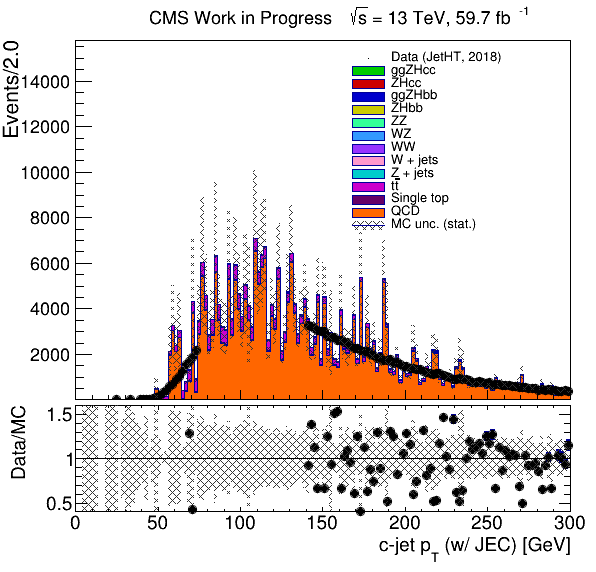 CMS Work in Progress √s = 13 TeV, 59.7 fb⁻¹
Events/2.0
14000
12000
10000
8000
6000
4000
2000
Data (JetHT, 2018)
ggZHcc
ZHcc
ggZHbb
ZHbb
ZZ
WZ
WW
W + jets
Z + jets
tt̄
Single top
QCD
MC unc. (stat.)
Data/MC
1.5
1
0.5
0 50 100 150 200 250 300
c-jet p_T (w/ JEC) [GeV]